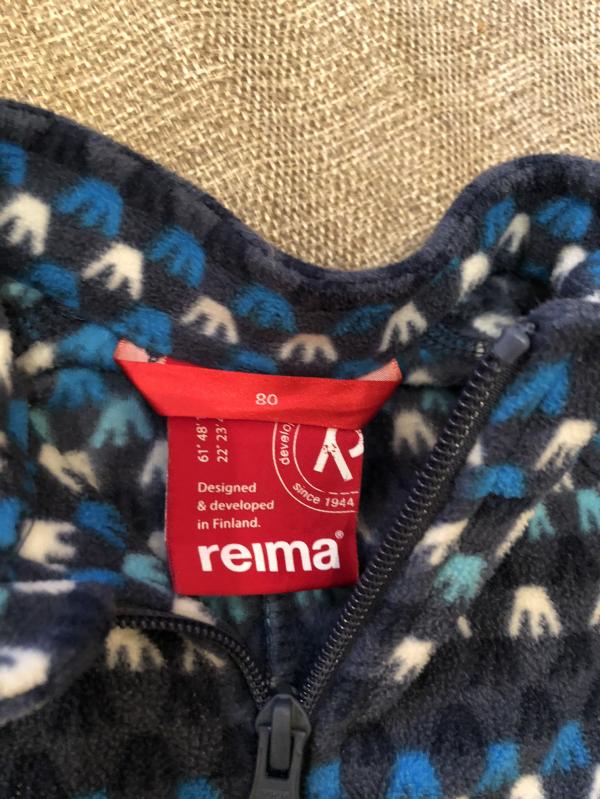 80
61° 48'
22° 23'
Designed
& developed
in Finland.
since 1944
reima®